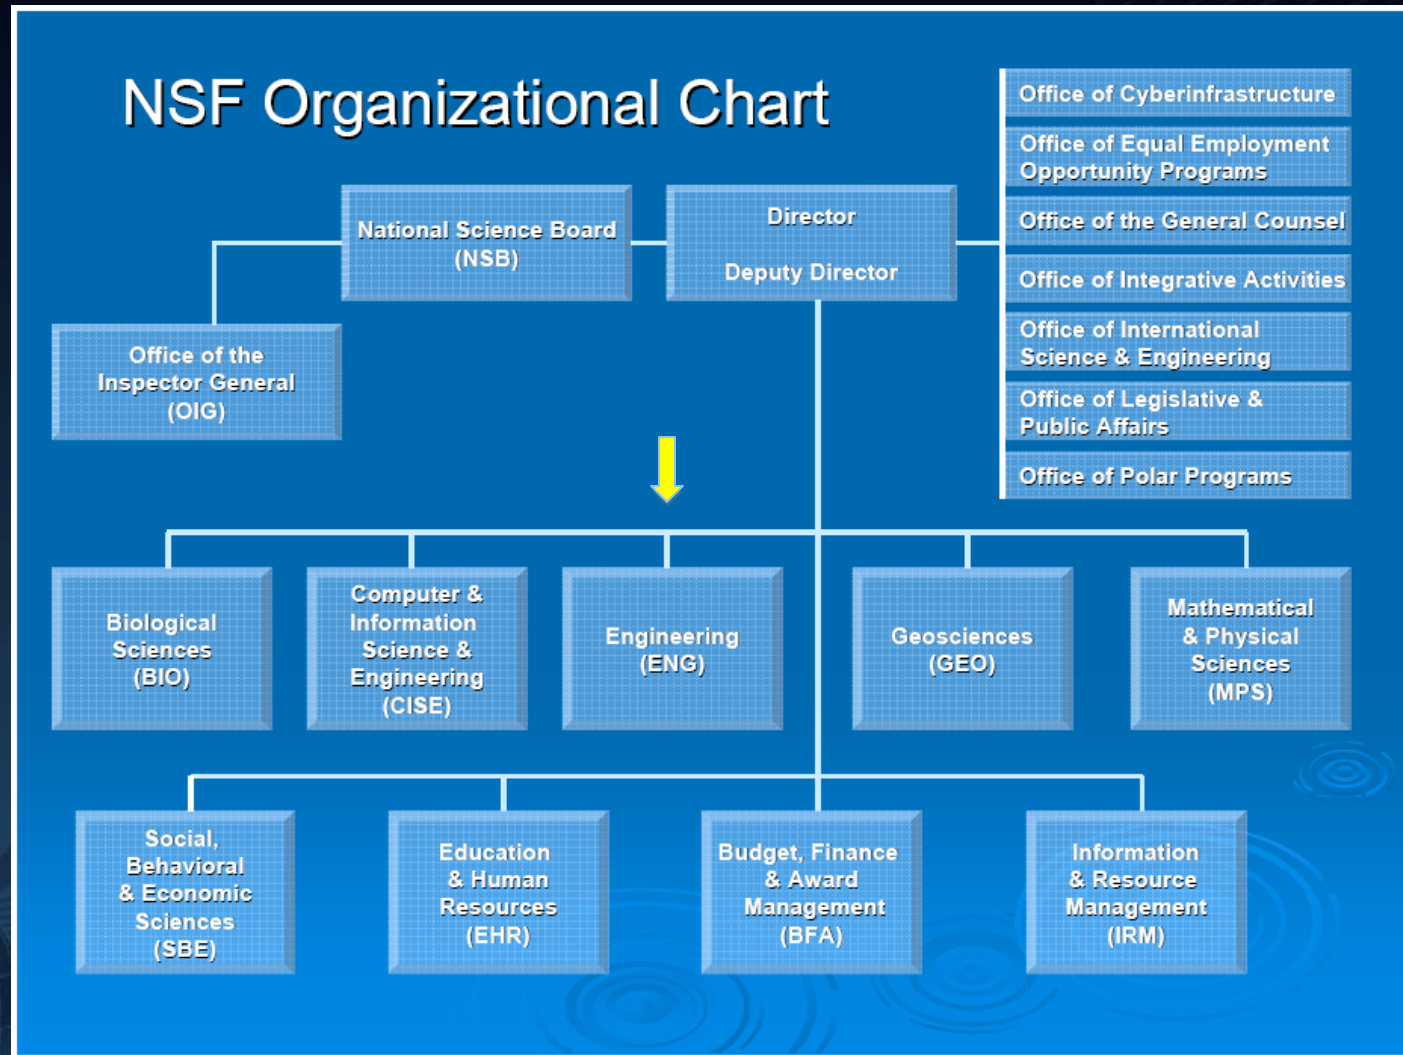 NSF Organizational Chart
Office of Cyberinfrastructure
Office of Equal Employment
Opportunity Programs
Office of the General Counsel
Office of Integrative Activities
Office of International
Science & Engineering
Office of Legislative &
Public Affairs
Office of Polar Programs
National Science Board
(NSB)
Director
Deputy Director
Office of the
Inspector General
(OIG)
Biological
Sciences
(BIO)
Computer &
Information
Science &
Engineering
(CISE)
Engineering
(ENG)
Geosciences
(GEO)
Mathematical
& Physical
Sciences
(MPS)
Social,
Behavioral
& Economic
Sciences
(SBE)
Education
& Human
Resources
(EHR)
Budget, Finance
& Award
Management
(BFA)
Information
& Resource
Management
(IRM)